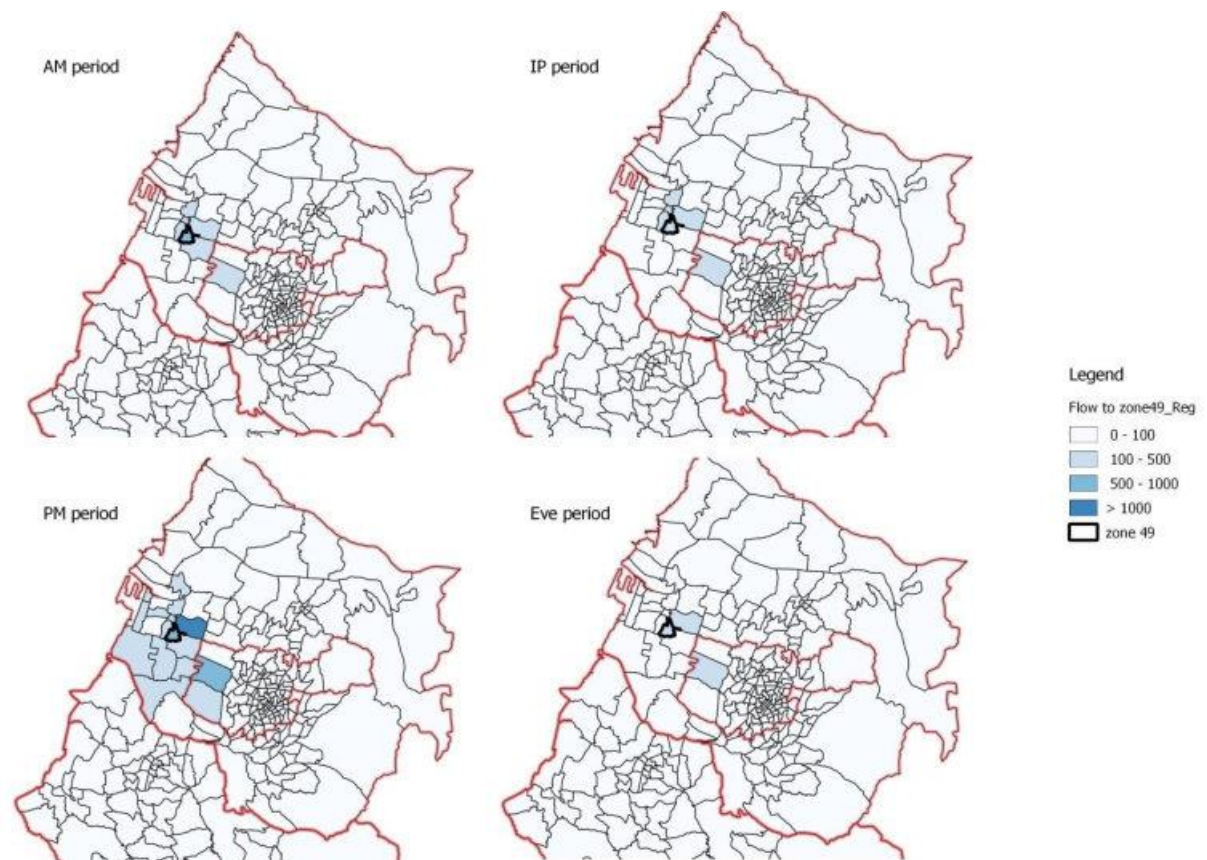 AM period
IP period
PM period
Eve period
Legend
Flow to zone49_Reg
0 - 100
100 - 500
500 - 1000
> 1000
zone 49